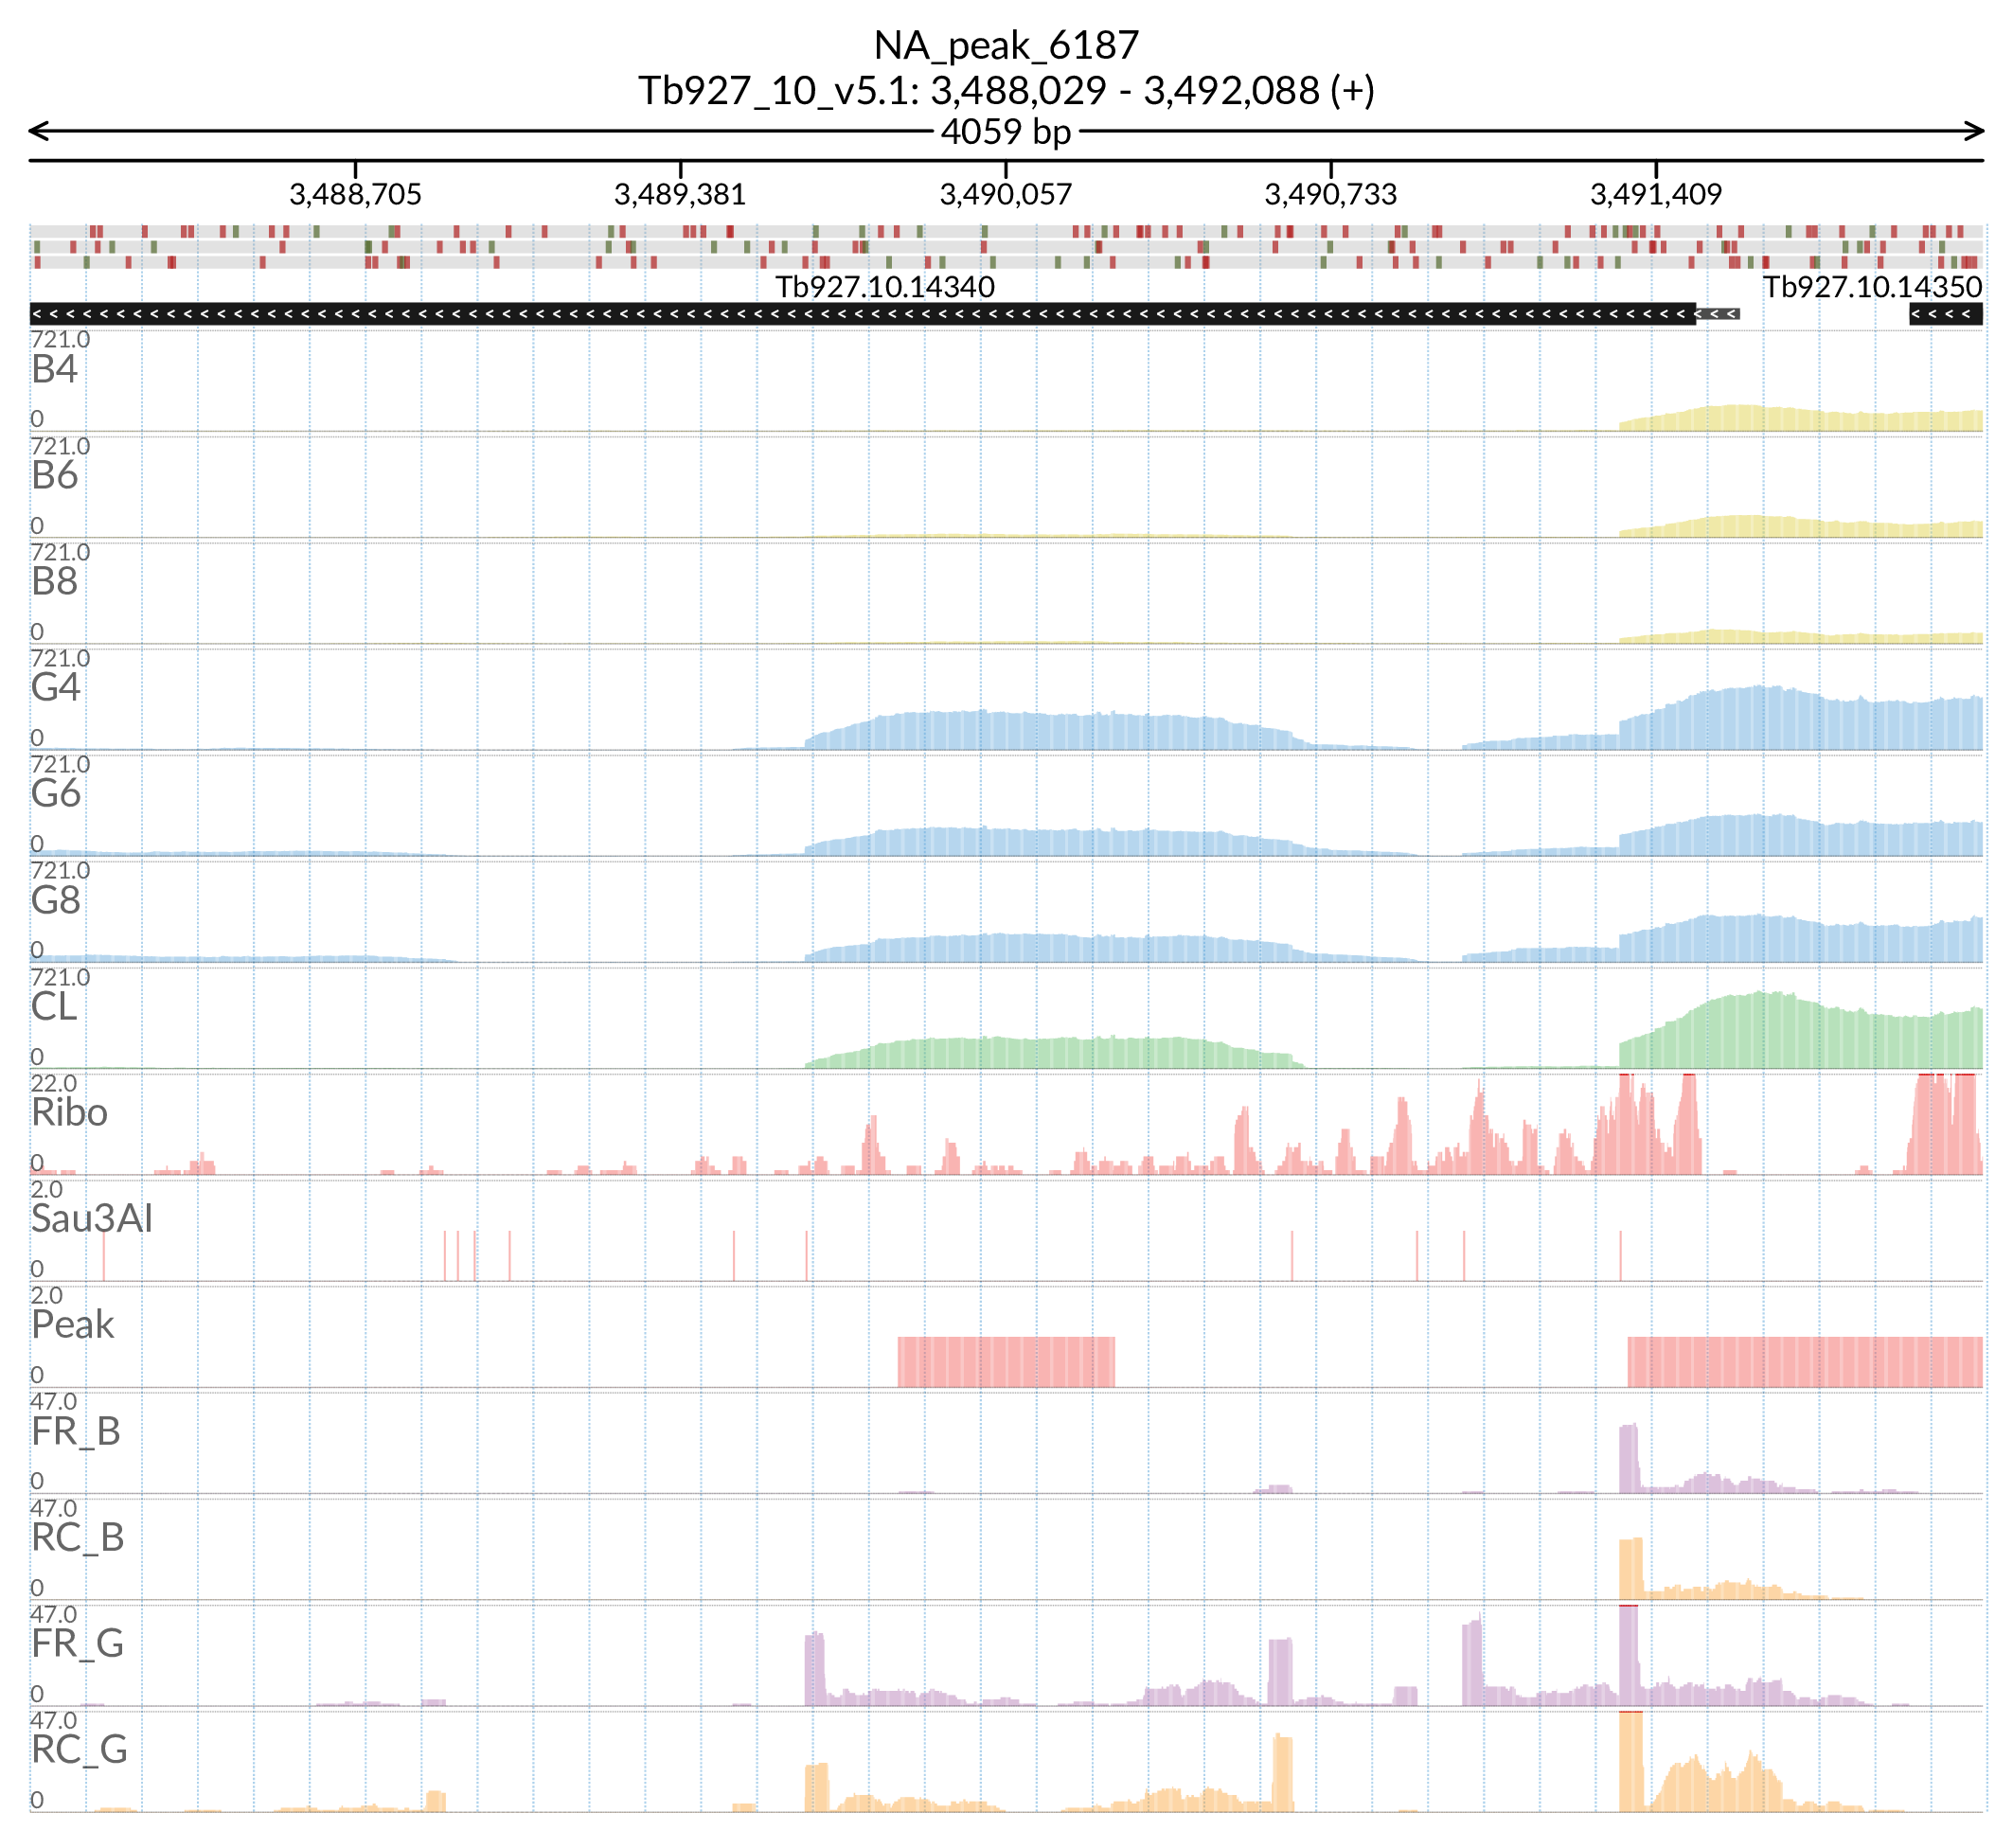 NA_peak_6187
Tb927_10_v5.1: 3,488,029 - 3,492,088 (+)
4059 bp
3,488,705 3,489,381 3,490,057 3,490,733 3,491,409
Tb927.10.14340 Tb927.10.14350
721.0
B4
0
721.0
B6
0
721.0
B8
0
721.0
G4
0
721.0
G6
0
721.0
G8
0
721.0
CL
0
22.0
Ribo
0
2.0
Sau3AI
0
2.0
Peak
0
47.0
FR_B
0
47.0
RC_B
0
47.0
FR_G
0
47.0
RC_G
0